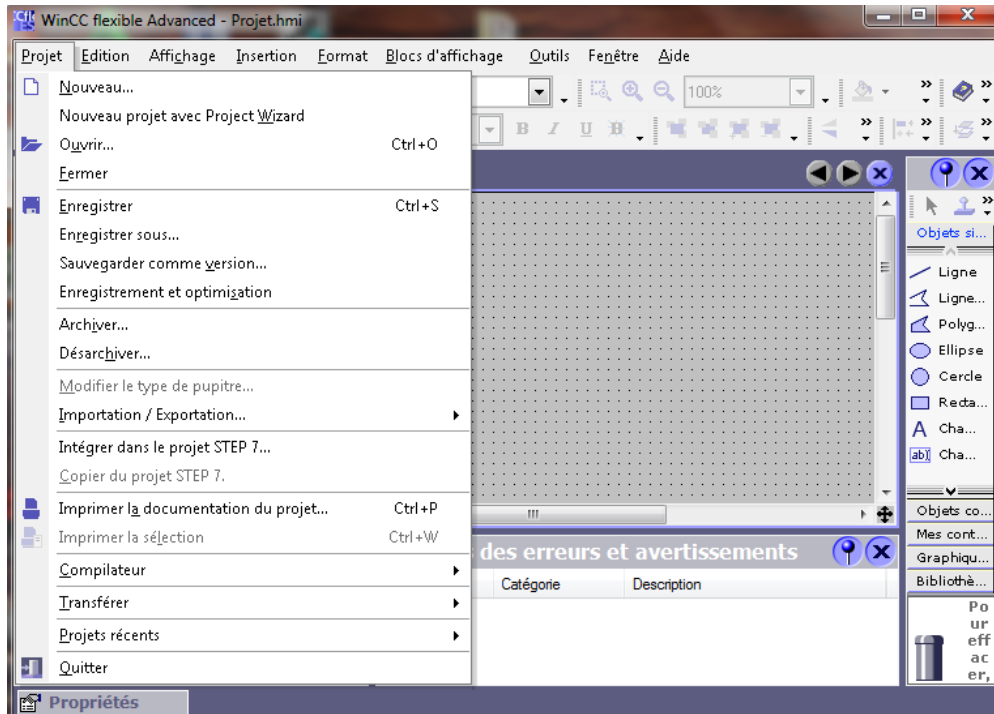 WinCC flexible Advanced - Projet.hmi
Projet Edition Affichage Insertion Format Blocs d'affichage Outils Fenêtre Aide
Nouveau...
Nouveau projet avec Project Wizard
Ouvrir... Ctrl+O
Fermer
Enregistrer Ctrl+S
Enregistrer sous...
Sauvegarder comme version...
Enregistrement et optimisation
Archiver...
Désarchiver...
Modifier le type de pupitre...
Importation / Exportation...
Intégrer dans le projet STEP 7...
Copier du projet STEP 7.
Imprimer la documentation du projet... Ctrl+P
Imprimer la sélection Ctrl+W
Compilateur
Transférer
Projets récents
Quitter
100%
B I U
Objets si...
Ligne
Ligne...
Polyg...
Ellipse
Cercle
Recta...
A Cha...
ab Cha...
Objets co...
Mes cont...
Graphiqu...
Bibliothè...
Po
ur
eff
ac
er,
des erreurs et avertissements
Catégorie Description
Propriétés